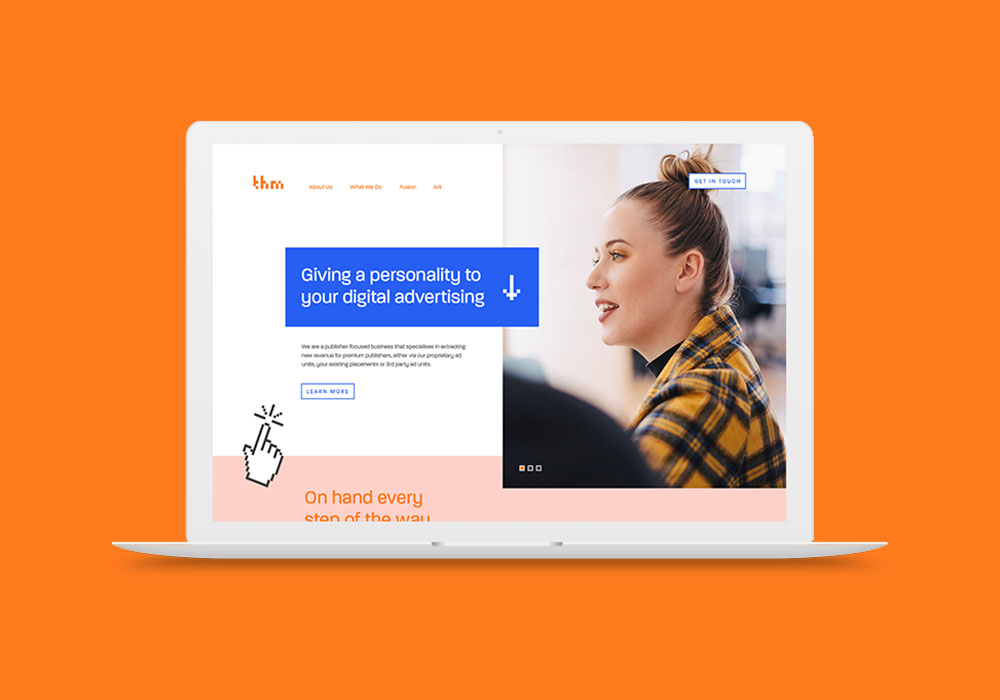 thm
About Us What We Do Fusion Ark
GET IN TOUCH
Giving a personality to
your digital advertising
We are a publisher focused business that specialises in extracting
new revenue for premium publishers, either via our proprietary ad
units, your existing placements or 3rd party ad units.
LEARN MORE
On hand every
step of the way